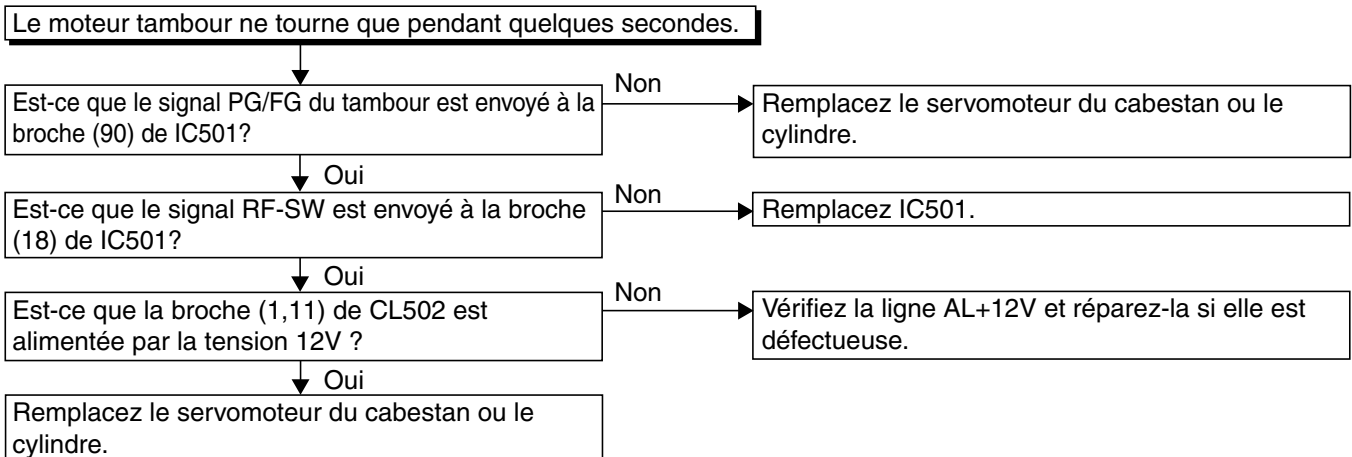 Le moteur tambour ne tourne que pendant quelques secondes.
Non
Est-ce que le signal PG/FG du tambour est envoyé à la
broche (90) de IC501?
Remplacez le servomoteur du cabestan ou le
cylindre.
Oui
Non
Est-ce que le signal RF-SW est envoyé à la broche
(18) de IC501?
Remplacez IC501.
Oui
Non
Est-ce que la broche (1,11) de CL502 est
alimentée par la tension 12V ?
Vérifiez la ligne AL+12V et réparez-la si elle est
défectueuse.
Oui
Remplacez le servomoteur du cabestan ou le
cylindre.